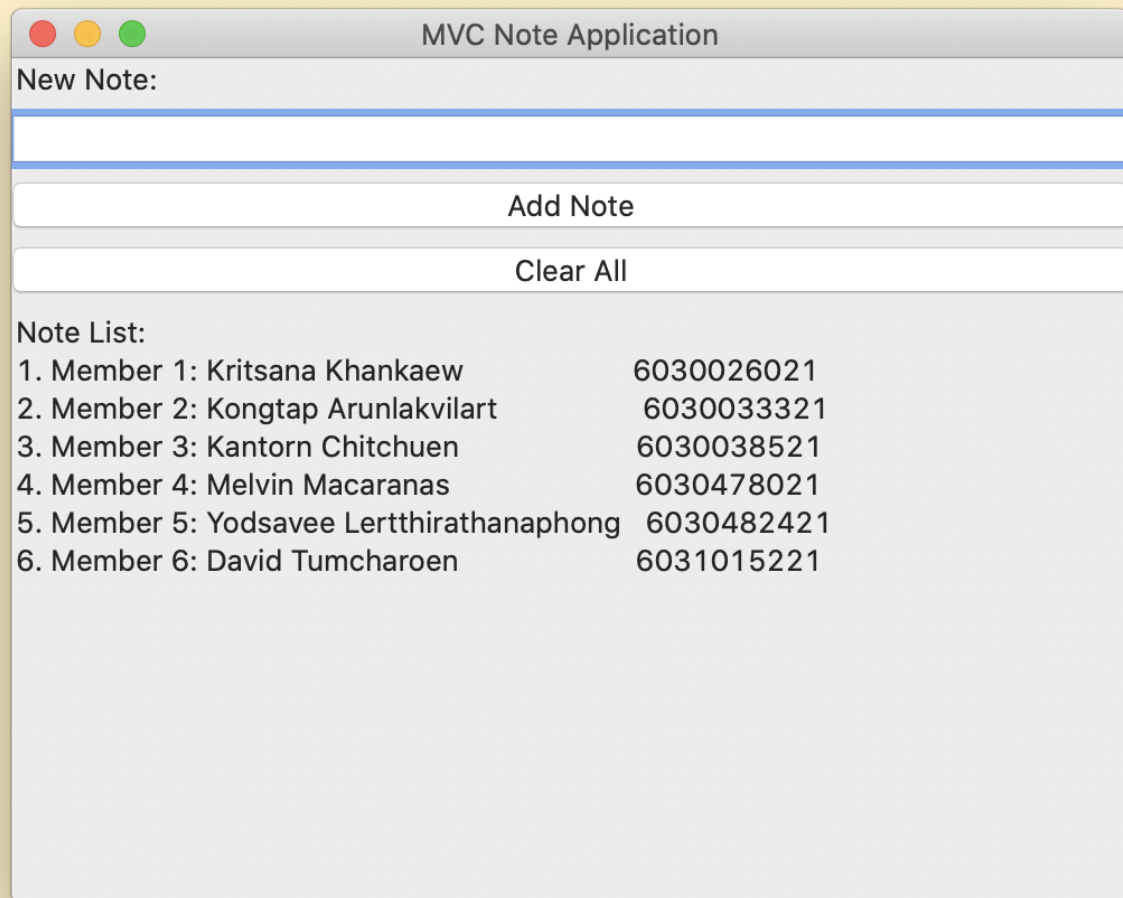 MVC Note Application
New Note:
Add Note
Clear All
Note List:
1. Member 1: Kritsana Khankaew 6030026021
2. Member 2: Kongtap Arunlakvilart 6030033321
3. Member 3: Kantorn Chitchuen 6030038521
4. Member 4: Melvin Macaranas 6030478021
5. Member 5: Yodsavee Lertthirathanaphong 6030482421
6. Member 6: David Tumcharoen 6031015221